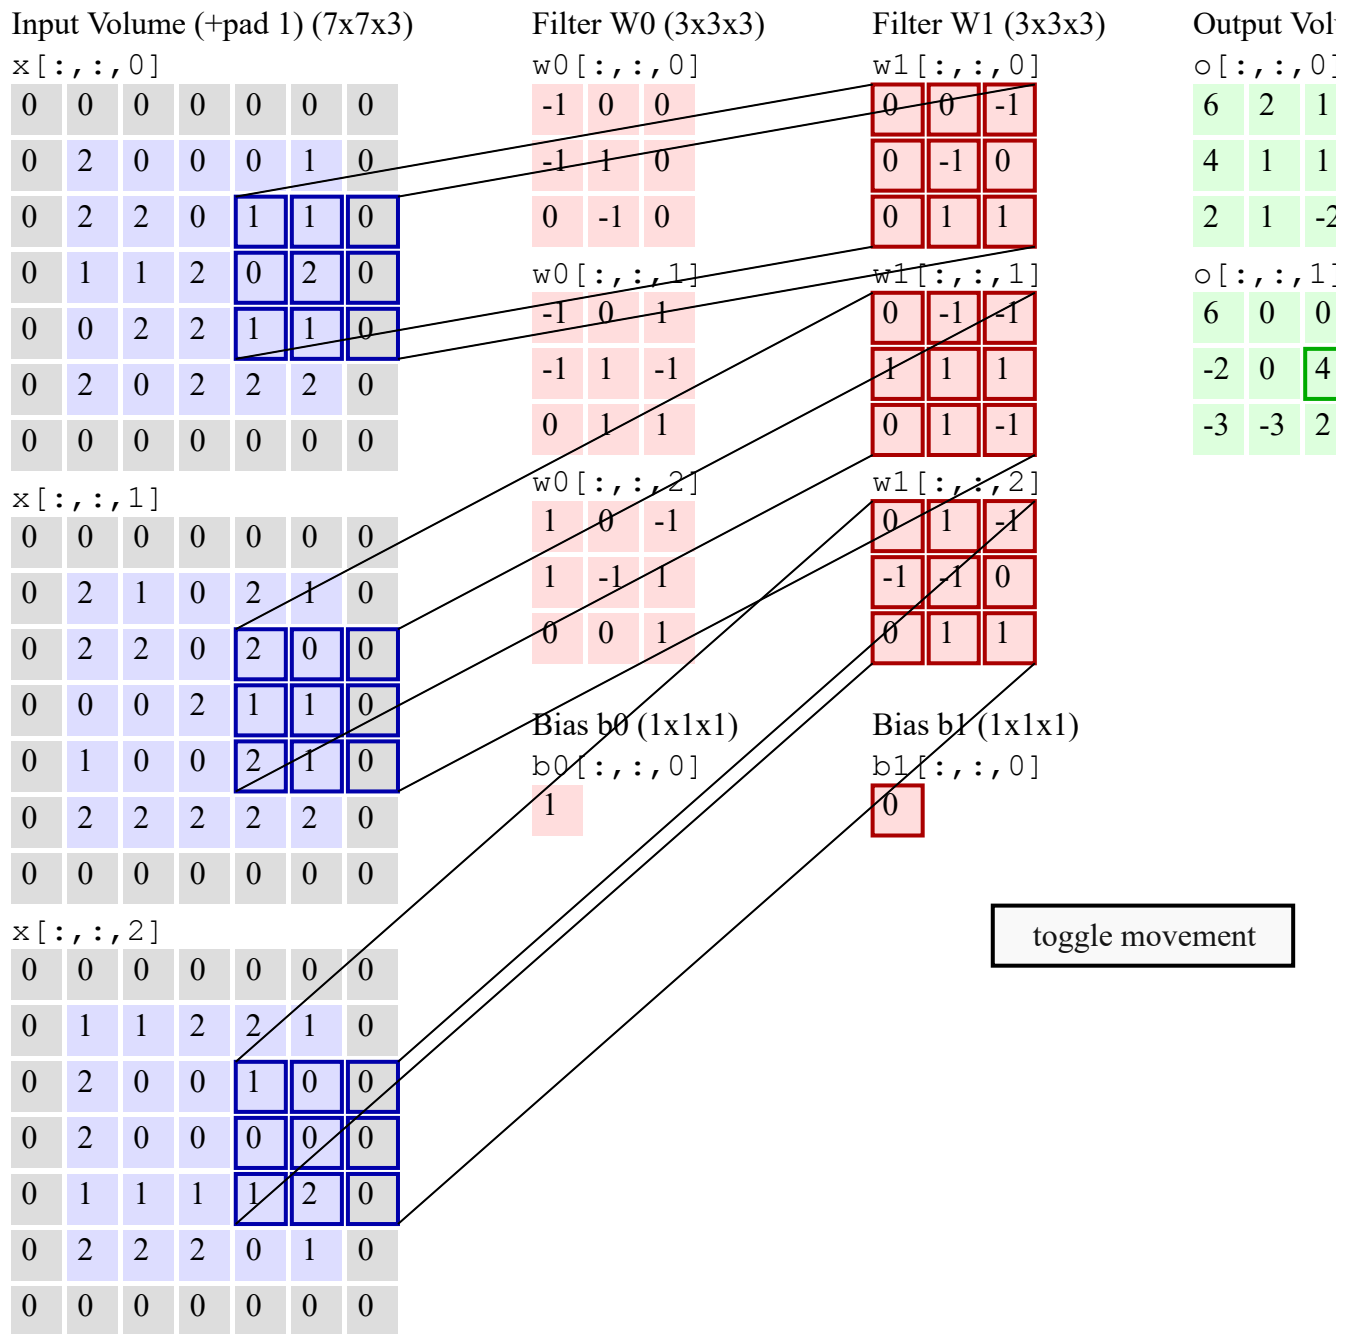 Input Volume (+pad 1) (7x7x3)
x[:,:,0]
0 0 0 0 0 0 0
0 2 0 0 0 1 0
0 2 2 0 1 1 0
0 1 1 2 0 2 0
0 0 2 2 1 1 0
0 2 0 2 2 2 0
0 0 0 0 0 0 0
x[:,:,1]
0 0 0 0 0 0 0
0 2 1 0 2 1 0
0 2 2 0 2 0 0
0 0 0 2 1 1 0
0 1 0 0 2 1 0
0 2 2 2 2 2 0
0 0 0 0 0 0 0
x[:,:,2]
0 0 0 0 0 0 0
0 1 1 2 2 1 0
0 2 0 0 1 0 0
0 2 0 0 0 0 0
0 1 1 1 1 2 0
0 2 2 2 0 1 0
0 0 0 0 0 0 0
Filter W0 (3x3x3)
w0[:,:,0]
-1 0 0
-1 1 0
0 -1 0
w0[:,:,1]
-1 0 1
-1 1 -1
0 1 1
w0[:,:,2]
1 0 -1
1 -1 1
0 0 1
Bias b0 (1x1x1)
b0[:,:,0]
1
Filter W1 (3x3x3)
w1[:,:,0]
0 0 -1
0 -1 0
0 1 1
w1[:,:,1]
0 -1 -1
1 1 1
0 1 -1
w1[:,:,2]
0 1 -1
-1 -1 0
0 1 1
Bias b1 (1x1x1)
b1[:,:,0]
0
Output Vol
o[:,:,0]
6 2 1
4 1 1
2 1 -2
o[:,:,1]
6 0 0
-2 0 4
-3 -3 2
toggle movement